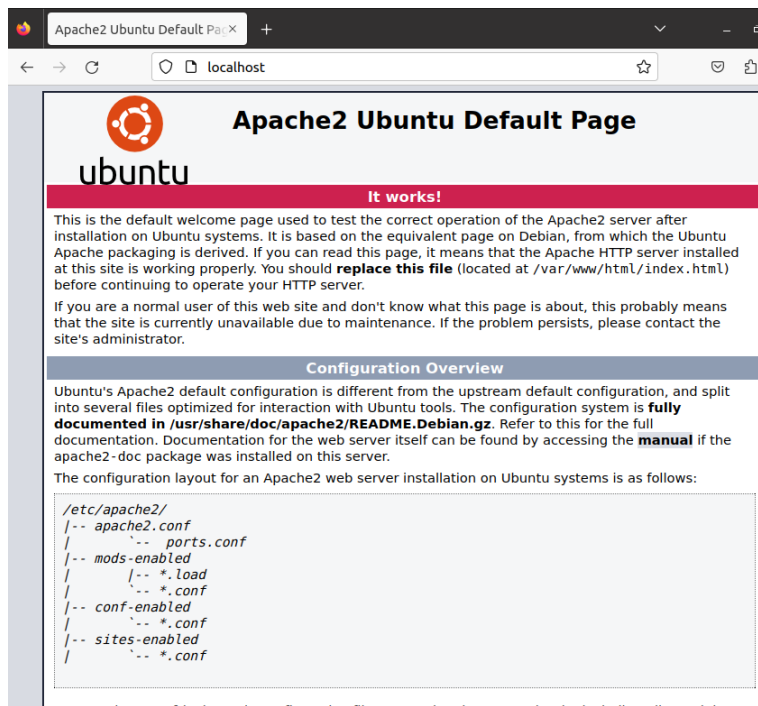 Apache2 Ubuntu Default Pag
localhost
ubuntu
Apache2 Ubuntu Default Page
It works!
This is the default welcome page used to test the correct operation of the Apache2 server after
installation on Ubuntu systems. It is based on the equivalent page on Debian, from which the Ubuntu
Apache packaging is derived. If you can read this page, it means that the Apache HTTP server installed
at this site is working properly. You should replace this file (located at /var/www/html/index.html)
before continuing to operate your HTTP server.
If you are a normal user of this web site and don't know what this page is about, this probably means
that the site is currently unavailable due to maintenance. If the problem persists, please contact the
site's administrator.
Configuration Overview
Ubuntu's Apache2 default configuration is different from the upstream default configuration, and split
into several files optimized for interaction with Ubuntu tools. The configuration system is fully
documented in /usr/share/doc/apache2/README.Debian.gz. Refer to this for the full
documentation. Documentation for the web server itself can be found by accessing the manual if the
apache2-doc package was installed on this server.
The configuration layout for an Apache2 web server installation on Ubuntu systems is as follows:
/etc/apache2/
|-- apache2.conf
|       `--  ports.conf
|-- mods-enabled
|       |-- *.load
|       `-- *.conf
|-- conf-enabled
|       `-- *.conf
|-- sites-enabled
|       `-- *.conf